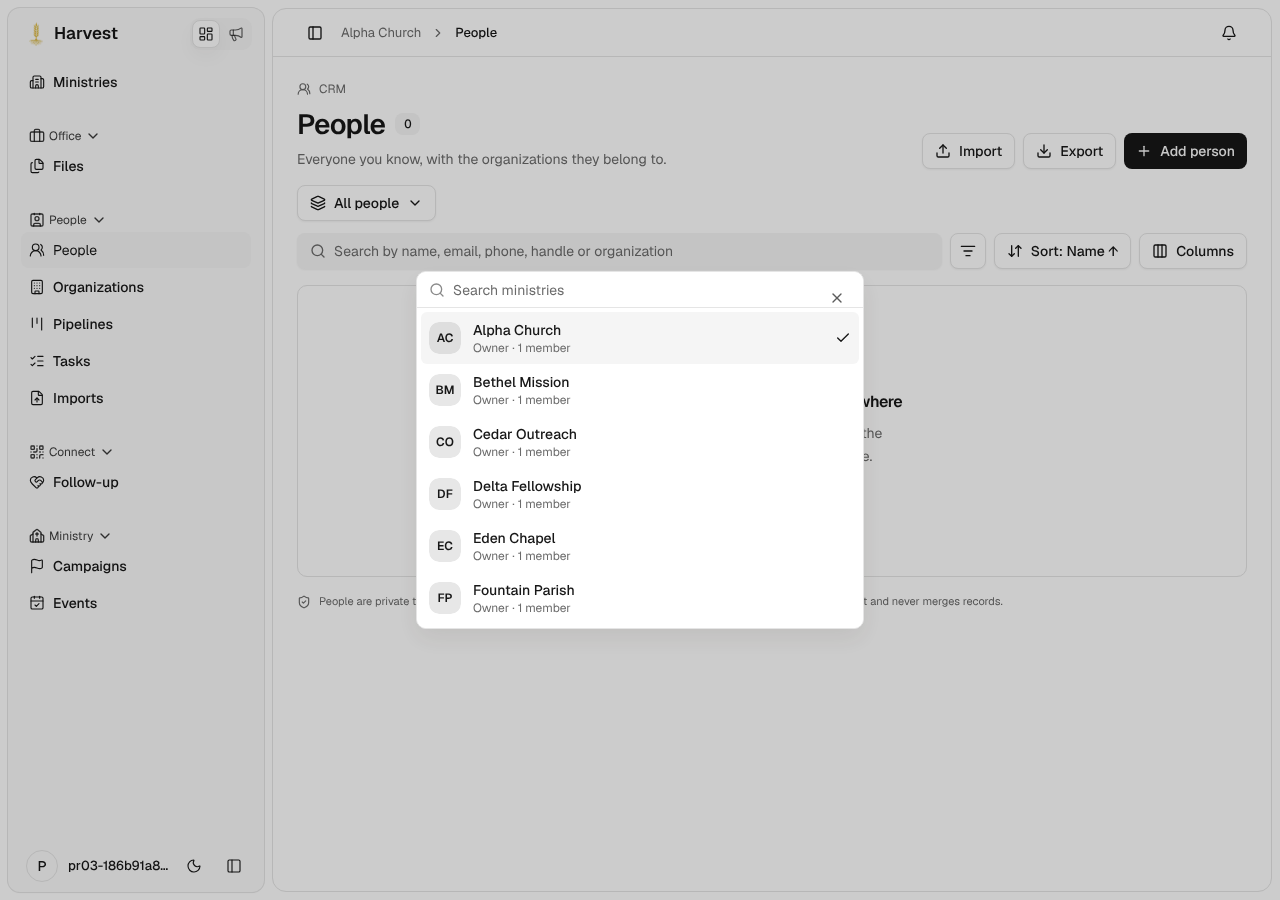 Harvest
Ministries
Office
Files
People
People
Organizations
Pipelines
Tasks
Imports
Connect
Follow-up
Ministry
Campaigns
Events
P pr03-186b91a8...
Alpha Church > People
CRM
People 0
Everyone you know, with the organizations they belong to.
Import Export + Add person
All people
Search by name, email, phone, handle or organization
Sort: Name ↑ Columns
Search ministries
AC Alpha Church
Owner · 1 member
BM Bethel Mission
Owner · 1 member
CO Cedar Outreach
Owner · 1 member
DF Delta Fellowship
Owner · 1 member
EC Eden Chapel
Owner · 1 member
FP Fountain Parish
Owner · 1 member
the
People are private
and never merges records.